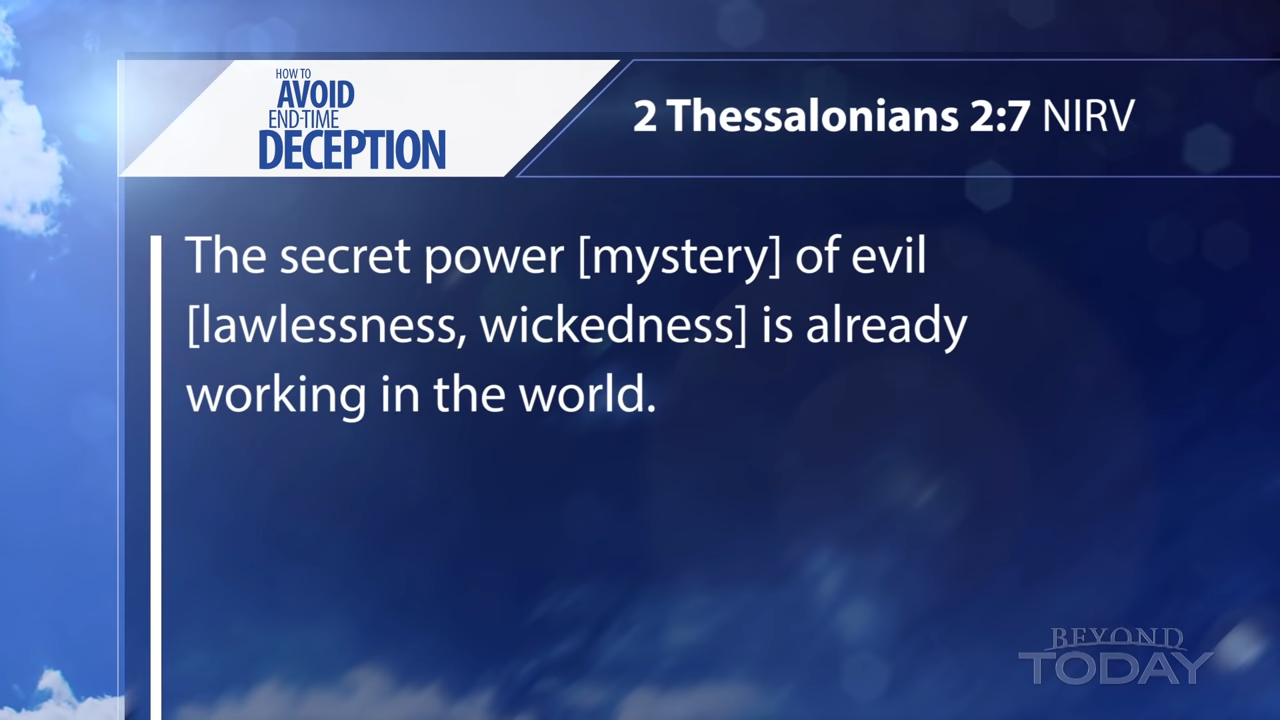 HOW TO
AVOID
END-TIME
DECEPTION
2 Thessalonians 2:7 NIRV
The secret power [mystery] of evil
[lawlessness, wickedness] is already
working in the world.
BEYOND
TODAY